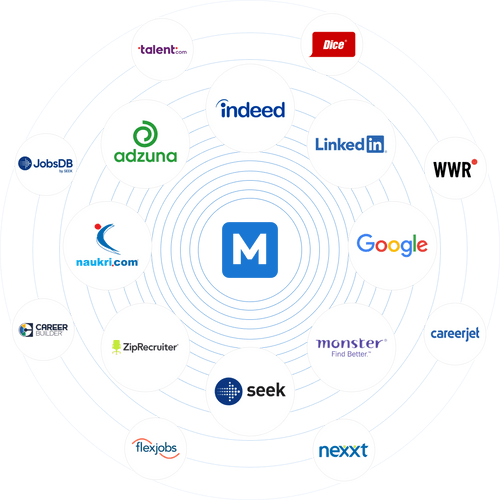 talent.com
Dice®
indeed
adzuna
LinkedIn
JobsDB
by SEEK
WWR
M
naukri.com
Google
CAREER
BUILDER
ZipRecruiter
monster®
Find Better.™
careerjet
seek
flexjobs
nexxt